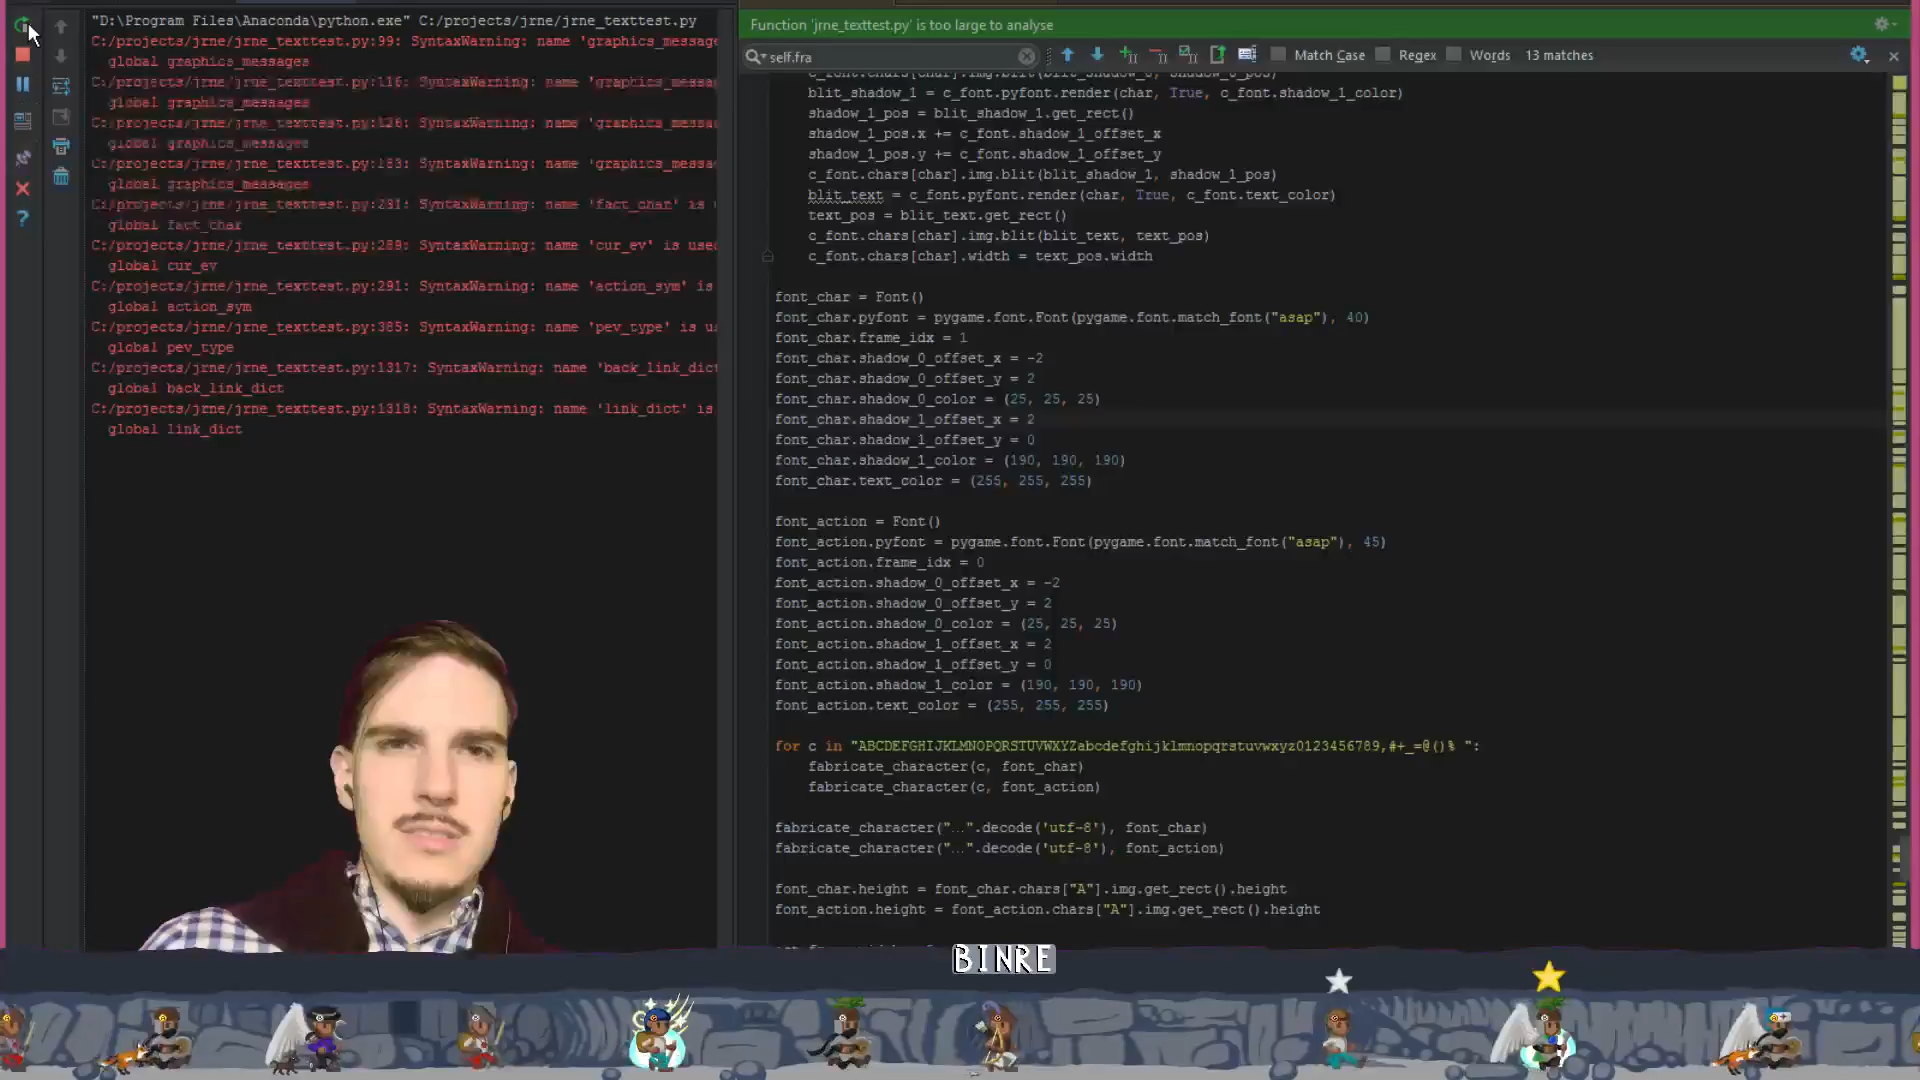 "D:\Program Files\Anaconda\python.exe" C:/projects/jrne/jrne_texttest.py
C:/projects/jrne/jrne_texttest.py:99: SyntaxWarning: name 'graphics_message
global graphics_messages
C:/projects/jrne/jrne_texttest.py:116: SyntaxWarning: name 'graphics_messag
global graphics_messages
C:/projects/jrne/jrne_texttest.py:128: SyntaxWarning: name 'graphics_messag
global graphics_messages
C:/projects/jrne/jrne_texttest.py:183: SyntaxWarning: name 'graphics_messag
global graphics_messages
C:/projects/jrne/jrne_texttest.py:281: SyntaxWarning: name 'fact_char' is
global fact_char
C:/projects/jrne/jrne_texttest.py:288: SyntaxWarning: name 'cur_ev' is used
global cur_ev
C:/projects/jrne/jrne_texttest.py:291: SyntaxWarning: name 'action_sym' is
global action_sym
C:/projects/jrne/jrne_texttest.py:385: SyntaxWarning: name 'pev_type' is us
global pev_type
C:/projects/jrne/jrne_texttest.py:1317: SyntaxWarning: name 'back_link_dict
global back_link_dict
C:/projects/jrne/jrne_texttest.py:1318: SyntaxWarning: name 'link_dict' is
global link_dict
Function 'jrne_texttest.py' is too large to analyse
self.fra
Match Case Regex Words 13 matches
c_font.chars[char].img.blit(blit_shadow_0, shadow_0_pos)
blit_shadow_1 = c_font.pyfont.render(char, True, c_font.shadow_1_color)
shadow_1_pos = blit_shadow_1.get_rect()
shadow_1_pos.x += c_font.shadow_1_offset_x
shadow_1_pos.y += c_font.shadow_1_offset_y
c_font.chars[char].img.blit(blit_shadow_1, shadow_1_pos)
blit_text = c_font.pyfont.render(char, True, c_font.text_color)
text_pos = blit_text.get_rect()
c_font.chars[char].img.blit(blit_text, text_pos)
c_font.chars[char].width = text_pos.width
font_char = Font()
font_char.pyfont = pygame.font.Font(pygame.font.match_font("asap"), 40)
font_char.frame_idx = 1
font_char.shadow_0_offset_x = -2
font_char.shadow_0_offset_y = 2
font_char.shadow_0_color = (25, 25, 25)
font_char.shadow_1_offset_x = 2
font_char.shadow_1_offset_y = 0
font_char.shadow_1_color = (190, 190, 190)
font_char.text_color = (255, 255, 255)
font_action = Font()
font_action.pyfont = pygame.font.Font(pygame.font.match_font("asap"), 45)
font_action.frame_idx = 0
font_action.shadow_0_offset_x = -2
font_action.shadow_0_offset_y = 2
font_action.shadow_0_color = (25, 25, 25)
font_action.shadow_1_offset_x = 2
font_action.shadow_1_offset_y = 0
font_action.shadow_1_color = (190, 190, 190)
font_action.text_color = (255, 255, 255)
for c in "ABCDEFGHIJKLMNOPQRSTUVWXYZabcdefghijklmnopqrstuvwxyz0123456789,#+_=@()% ":
fabricate_character(c, font_char)
fabricate_character(c, font_action)
fabricate_character("…".decode('utf-8'), font_char)
fabricate_character("…".decode('utf-8'), font_action)
font_char.height = font_char.chars["A"].img.get_rect().height
font_action.height = font_action.chars["A"].img.get_rect().height
BINRE